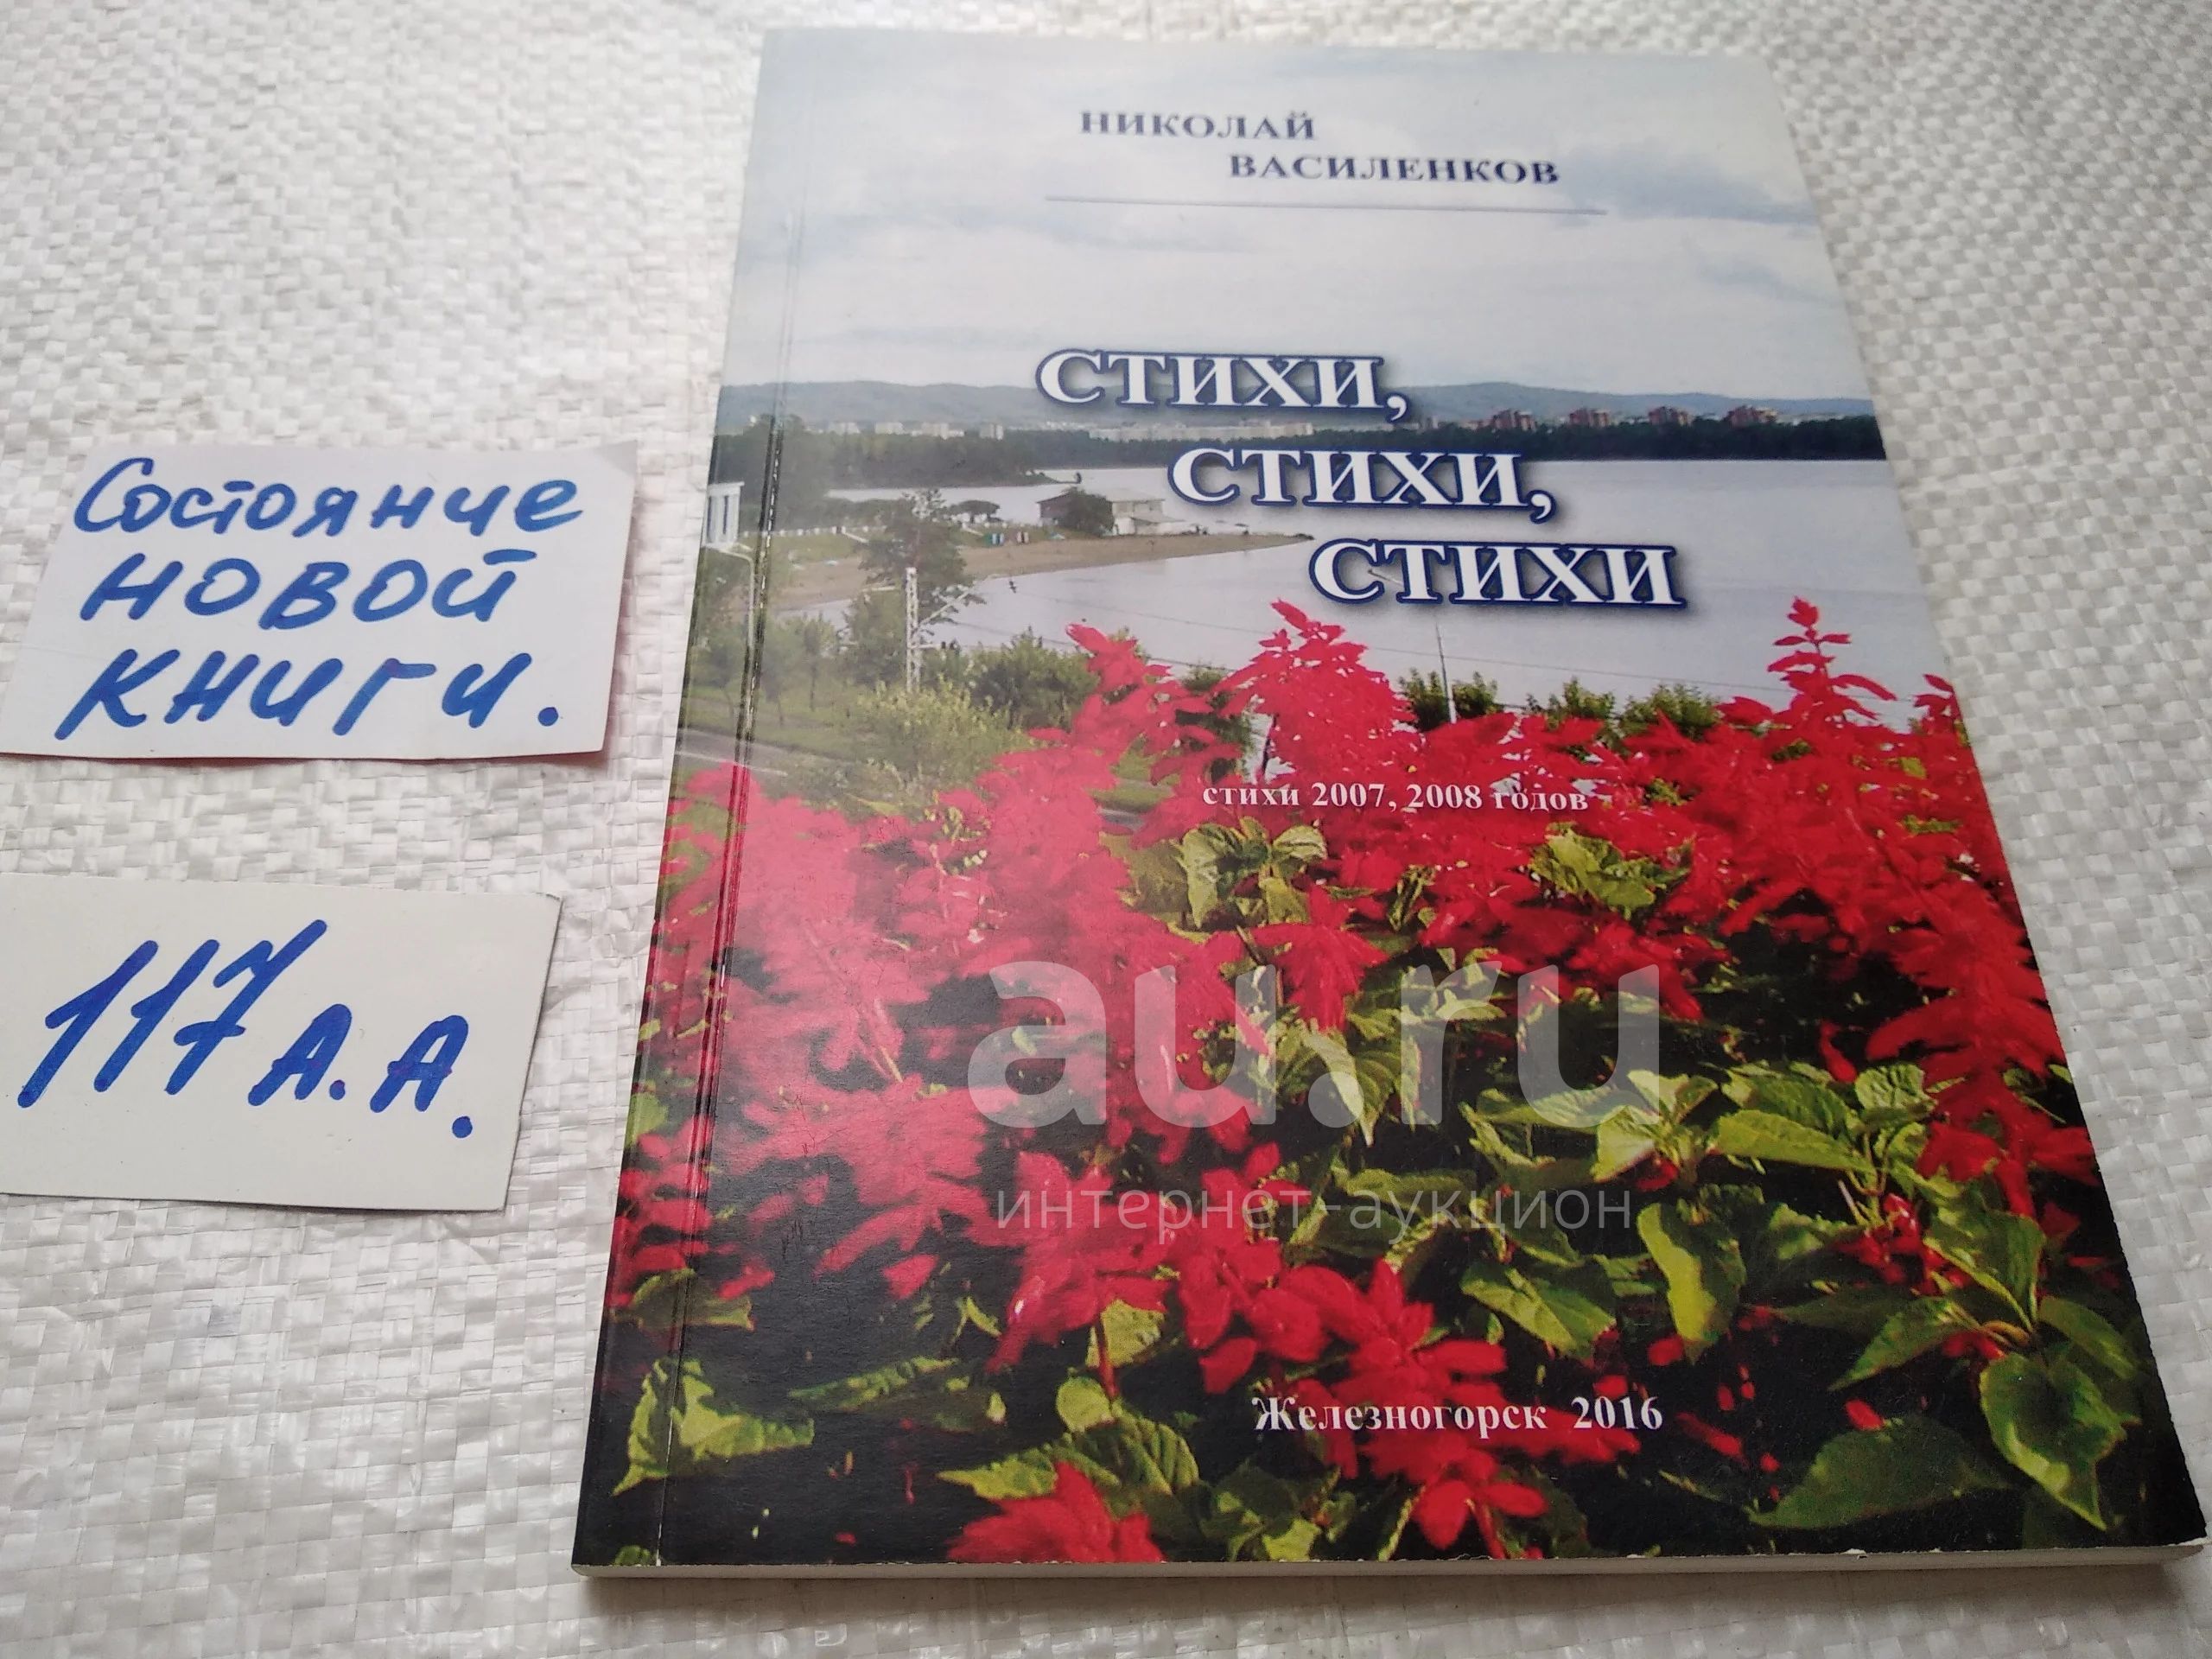 НИКОЛАЙ
ВАСИЛЕНКОВ
СТИХИ,
СТИХИ,
СТИХИ
стихи 2007, 2008 годов
Железногорск 2016
Состояние
новой
книги.
117 А.А.
au.ru
интернет-аукцион